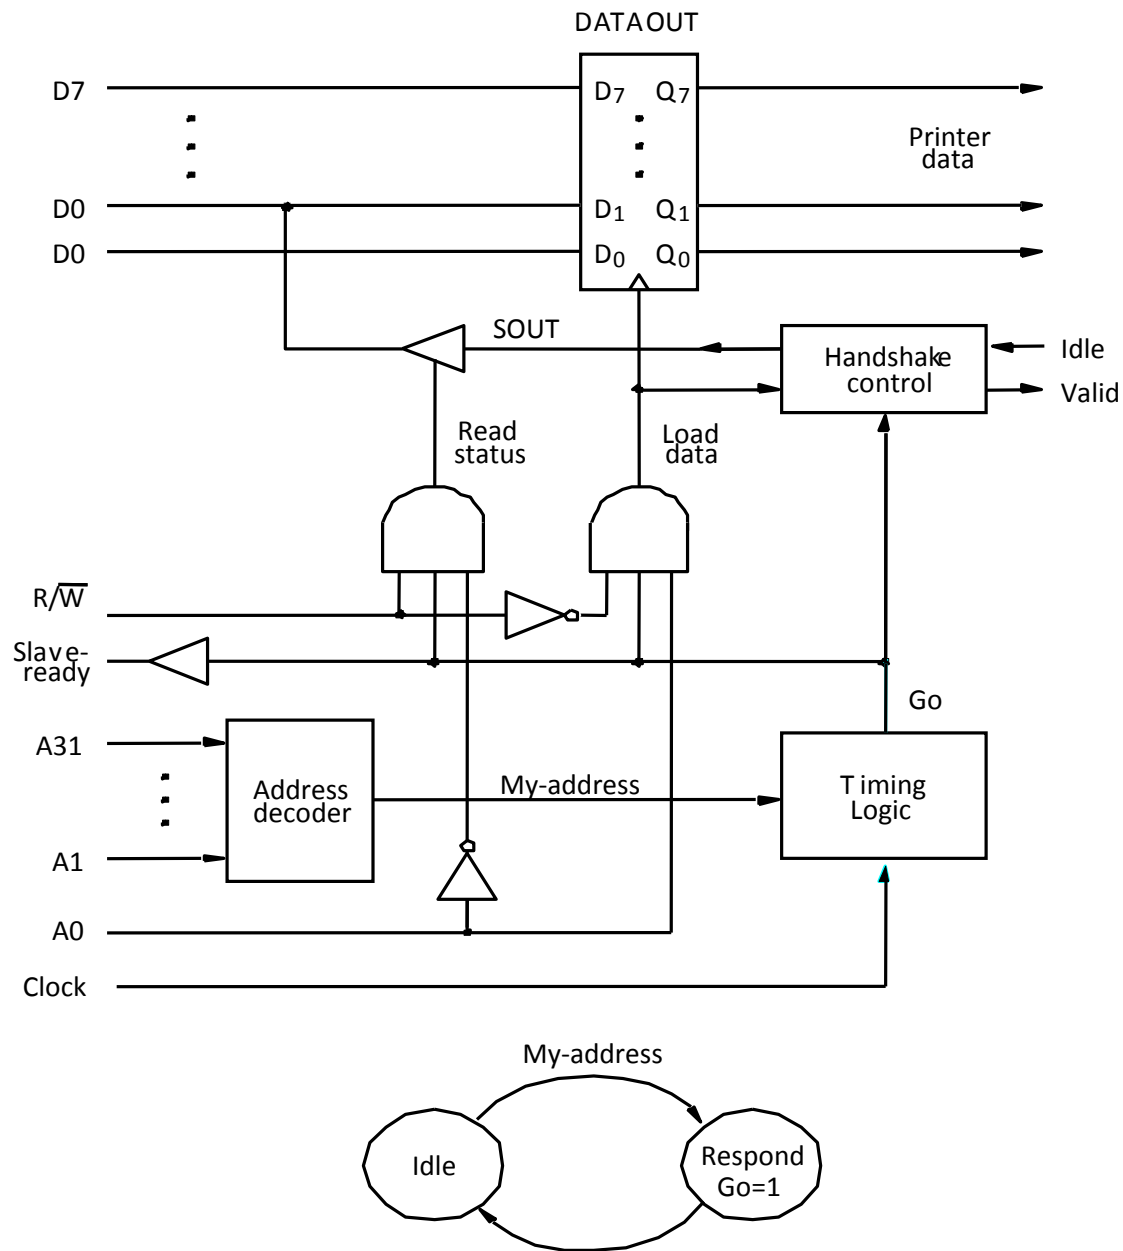 DATAOUT
D7
D7 Q7
Printer
data
D0
D1 Q1
D0
D0 Q0
SOUT
Handshake
control
Idle
Valid
Read
status
Load
data
R/W̅
Slave-
ready
Go
A31
Address
decoder
My-address
Timing
Logic
A1
A0
Clock
My-address
Idle
Respond
Go=1